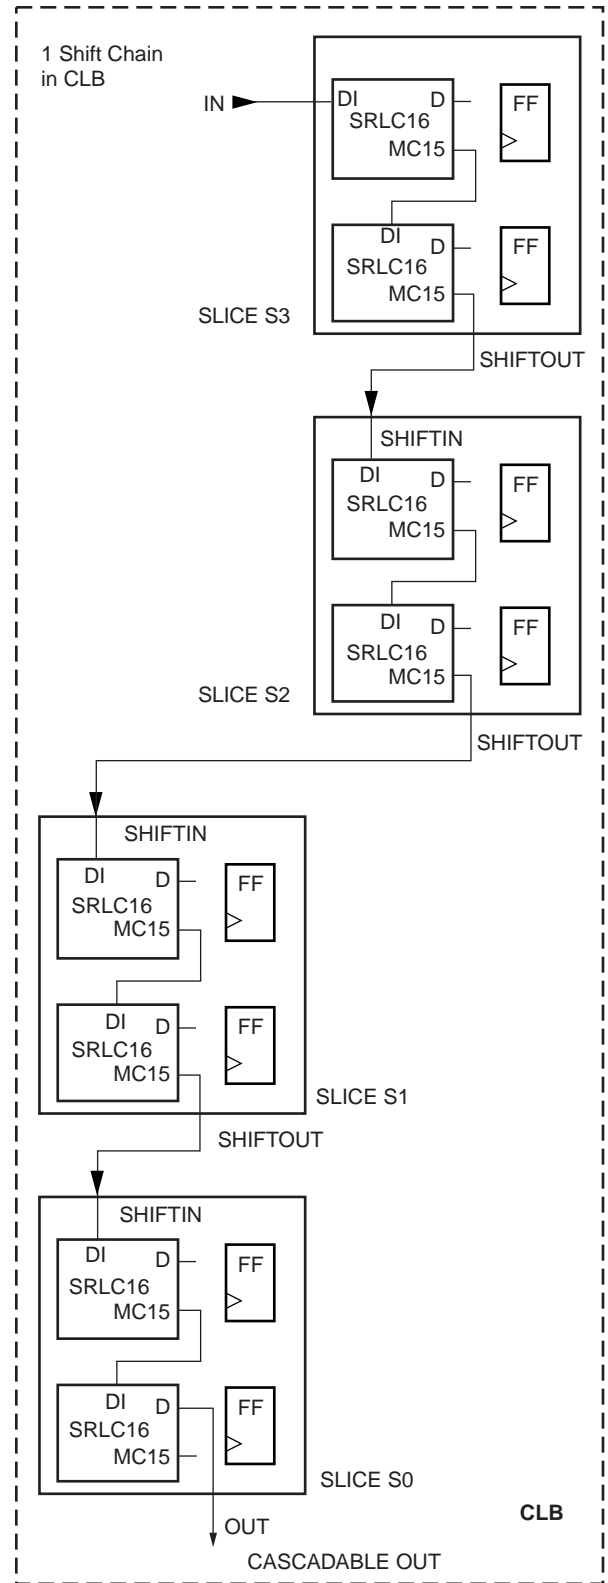 1 Shift Chain
in CLB
IN
DI
D
SRLC16
MC15
FF
DI
D
SRLC16
MC15
FF
SLICE S3
SHIFTOUT
SHIFTIN
DI
D
SRLC16
MC15
FF
DI
D
SRLC16
MC15
FF
SLICE S2
SHIFTOUT
SHIFTIN
DI
D
SRLC16
MC15
FF
DI
D
SRLC16
MC15
FF
SLICE S1
SHIFTOUT
SHIFTIN
DI
D
SRLC16
MC15
FF
DI
D
SRLC16
MC15
FF
SLICE S0
OUT
CLB
CASCADABLE OUT